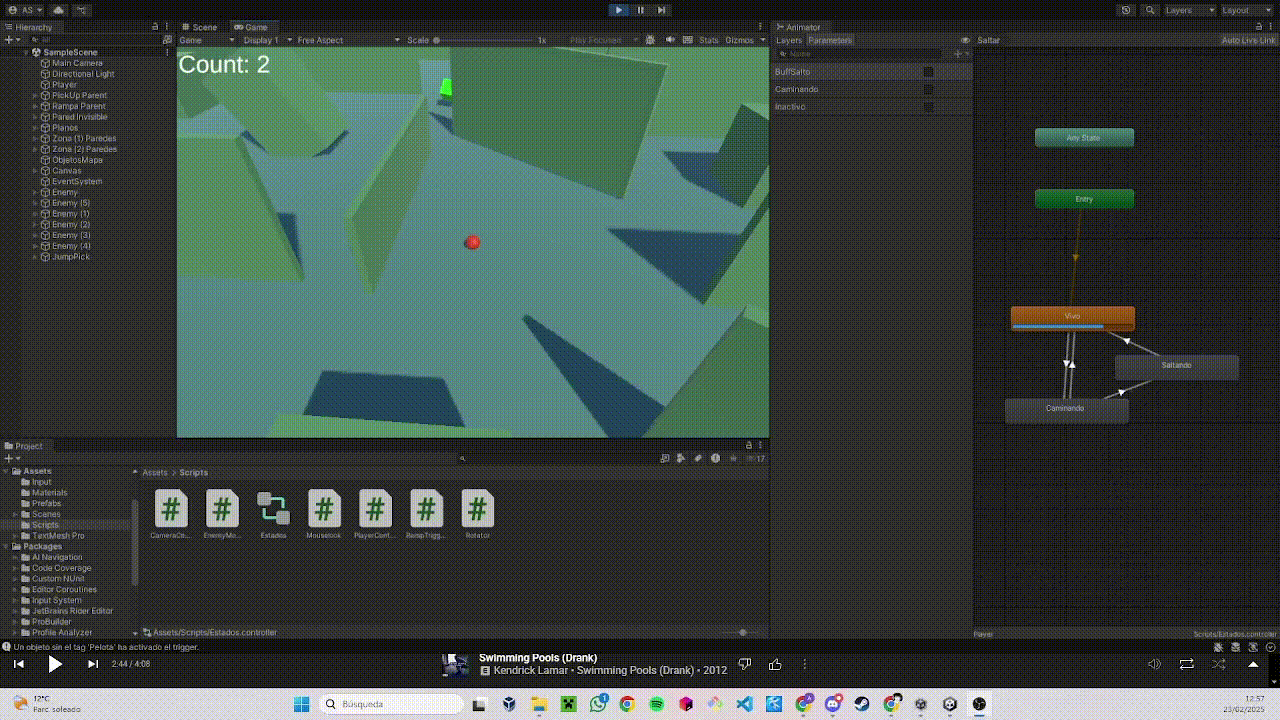 AS
Layers
Layout
Hierarchy
All
SampleScene
Main Camera
Directional Light
Player
PickUp Parent
Rampa Parent
Pared Invisible
Planos
Zona (1) Paredes
Zona (2) Paredes
ObjetosMapa
Canvas
EventSystem
Enemy
Enemy (5)
Enemy (1)
Enemy (2)
Enemy (3)
Enemy (4)
JumpPick
Scene
Game
Game
Display 1
Free Aspect
Scale
1x
Play Focused
Stats
Gizmos
Count: 2
Animator
Layers
Parameters
Saltar
Auto Live Link
Name
BuffSalto
Caminando
Inactivo
Any State
Entry
Vivo
Saltando
Caminando
Player
Scripts/Estados.controller
Project
17
Assets
Input
Materials
Prefabs
Scenes
Scripts
TextMesh Pro
Packages
AI Navigation
Code Coverage
Custom NUnit
Editor Coroutines
Input System
JetBrains Rider Editor
ProBuilder
Profile Analyzer
Assets > Scripts
CameraCo...
EnemyMo...
Estados
Mouselook
PlayerCont...
RampTrigg...
Rotator
Assets/Scripts/Estados.controller
Un objeto sin el tag 'Pelota' ha activado el trigger.
2:44 / 4:08
Swimming Pools (Drank)
E Kendrick Lamar • Swimming Pools (Drank) • 2012
12°C
Parc. soleado
Búsqueda
1
12:57
23/02/2025